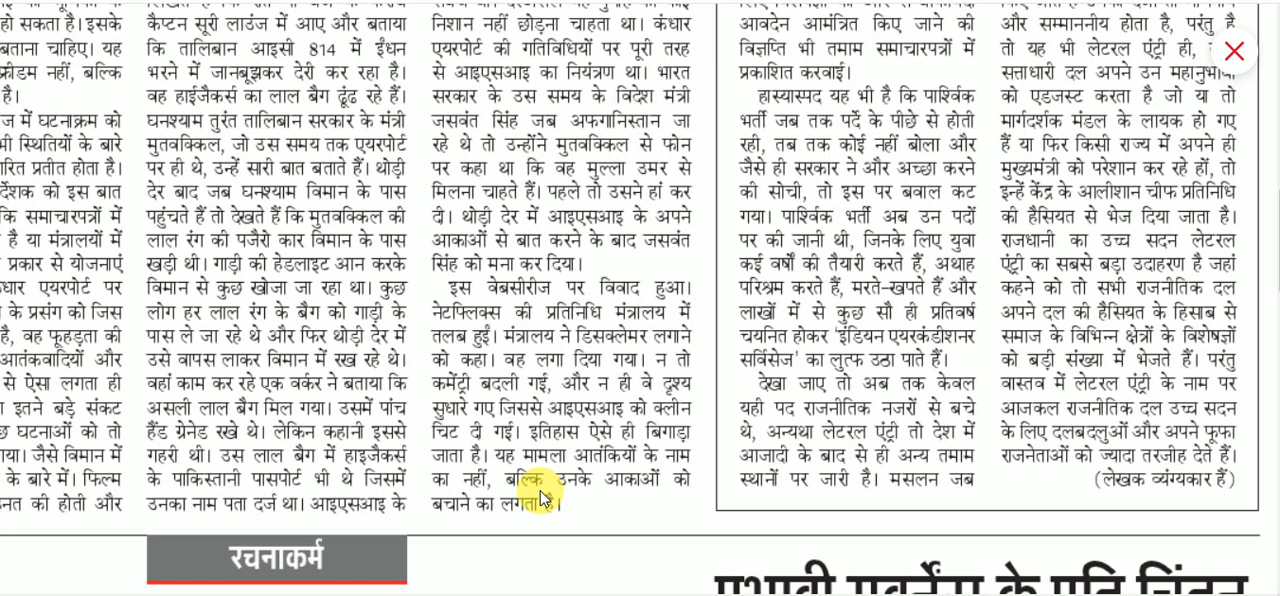 हो सकता है। इसके
बताना चाहिए। यह
फ्रीडम नहीं, बल्कि
है।
ज में घटनाक्रम को
भी स्थितियों के बारे
रित प्रतीत होता है।
र्देशक को इस बात
कि समाचारपत्रों में
है या मंत्रालयों में
प्रकार से योजनाएं
धार एयरपोर्ट पर
के प्रसंग को जिस
है, वह फूहड़ता की
आतंकवादियों और
से ऐसा लगता ही
इतने बड़े संकट
छ घटनाओं को तो
गया। जैसे विमान में
के बारे में। फिल्म
नत की होती और
कैप्टन सूरी लाउंज में आए और बताया
कि तालिबान आइसी 814 में ईंधन
भरने में जानबूझकर देरी कर रहा है।
वह हाईजैकर्स का लाल बैग ढूंढ रहे हैं।
घनश्याम तुरंत तालिबान सरकार के मंत्री
मुतवक्किल, जो उस समय तक एयरपोर्ट
पर ही थे, उन्हें सारी बात बताते हैं। थोड़ी
देर बाद जब घनश्याम विमान के पास
पहुंचते हैं तो देखते हैं कि मुतवक्किल की
लाल रंग की पजैरो कार विमान के पास
खड़ी थी। गाड़ी की हेडलाइट आन करके
विमान से कुछ खोजा जा रहा था। कुछ
लोग हर लाल रंग के बैग को गाड़ी के
पास ले जा रहे थे और फिर थोड़ी देर में
उसे वापस लाकर विमान में रख रहे थे।
वहां काम कर रहे एक वर्कर ने बताया कि
असली लाल बैग मिल गया। उसमें पांच
हैंड ग्रेनेड रखे थे। लेकिन कहानी इससे
गहरी थी। उस लाल बैग में हाइजैकर्स
के पाकिस्तानी पासपोर्ट भी थे जिसमें
उनका नाम पता दर्ज था। आइएसआइ के
निशान नहीं छोड़ना चाहता था। कंधार
एयरपोर्ट की गतिविधियों पर पूरी तरह
से आइएसआइ का नियंत्रण था। भारत
सरकार के उस समय के विदेश मंत्री
जसवंत सिंह जब अफगानिस्तान जा
रहे थे तो उन्होंने मुतवक्किल से फोन
पर कहा था कि वह मुल्ला उमर से
मिलना चाहते हैं। पहले तो उसने हां कर
दी। थोड़ी देर में आइएसआइ के अपने
आकाओं से बात करने के बाद जसवंत
सिंह को मना कर दिया।
इस वेबसीरीज पर विवाद हुआ।
नेटफ्लिक्स की प्रतिनिधि मंत्रालय में
तलब हुईं। मंत्रालय ने डिसक्लेमर लगाने
को कहा। वह लगा दिया गया। न तो
कमेंट्री बदली गई, और न ही वे दृश्य
सुधारे गए जिससे आइएसआइ को क्लीन
चिट दी गई। इतिहास ऐसे ही बिगाड़ा
जाता है। यह मामला आतंकियों के नाम
का नहीं, बल्कि उनके आकाओं को
बचाने का लगता है।
आवदेन आमंत्रित किए जाने की
विज्ञप्ति भी तमाम समाचारपत्रों में
प्रकाशित करवाई।
हास्यास्पद यह भी है कि पार्श्विक
भर्ती जब तक पर्दे के पीछे से होती
रही, तब तक कोई नहीं बोला और
जैसे ही सरकार ने और अच्छा करने
की सोची, तो इस पर बवाल कट
गया। पार्श्विक भर्ती अब उन पदों
पर की जानी थी, जिनके लिए युवा
कई वर्षों की तैयारी करते हैं, अथाह
परिश्रम करते हैं, मरते-खपते हैं और
लाखों में से कुछ सौ ही प्रतिवर्ष
चयनित होकर 'इंडियन एयरकंडीशनर
सर्विसेज' का लुत्फ उठा पाते हैं।
देखा जाए तो अब तक केवल
यही पद राजनीतिक नजरों से बचे
थे, अन्यथा लेटरल एंट्री तो देश में
आजादी के बाद से ही अन्य तमाम
स्थानों पर जारी है। मसलन जब
और सम्माननीय होता है, परंतु है
तो यह भी लेटरल एंट्री ही,
सत्ताधारी दल अपने उन महानुभावों
को एडजस्ट करता है जो या तो
मार्गदर्शक मंडल के लायक हो गए
हैं या फिर किसी राज्य में अपने ही
मुख्यमंत्री को परेशान कर रहे हों, तो
इन्हें केंद्र के आलीशान चीफ प्रतिनिधि
की हैसियत से भेज दिया जाता है।
राजधानी का उच्च सदन लेटरल
एंट्री का सबसे बड़ा उदाहरण है जहां
कहने को तो सभी राजनीतिक दल
अपने दल की हैसियत के हिसाब से
समाज के विभिन्न क्षेत्रों के विशेषज्ञों
को बड़ी संख्या में भेजते हैं। परंतु
वास्तव में लेटरल एंट्री के नाम पर
आजकल राजनीतिक दल उच्च सदन
के लिए दलबदलुओं और अपने फूफा
राजनेताओं को ज्यादा तरजीह देते हैं।
(लेखक व्यंग्यकार हैं)
रचनाकर्म